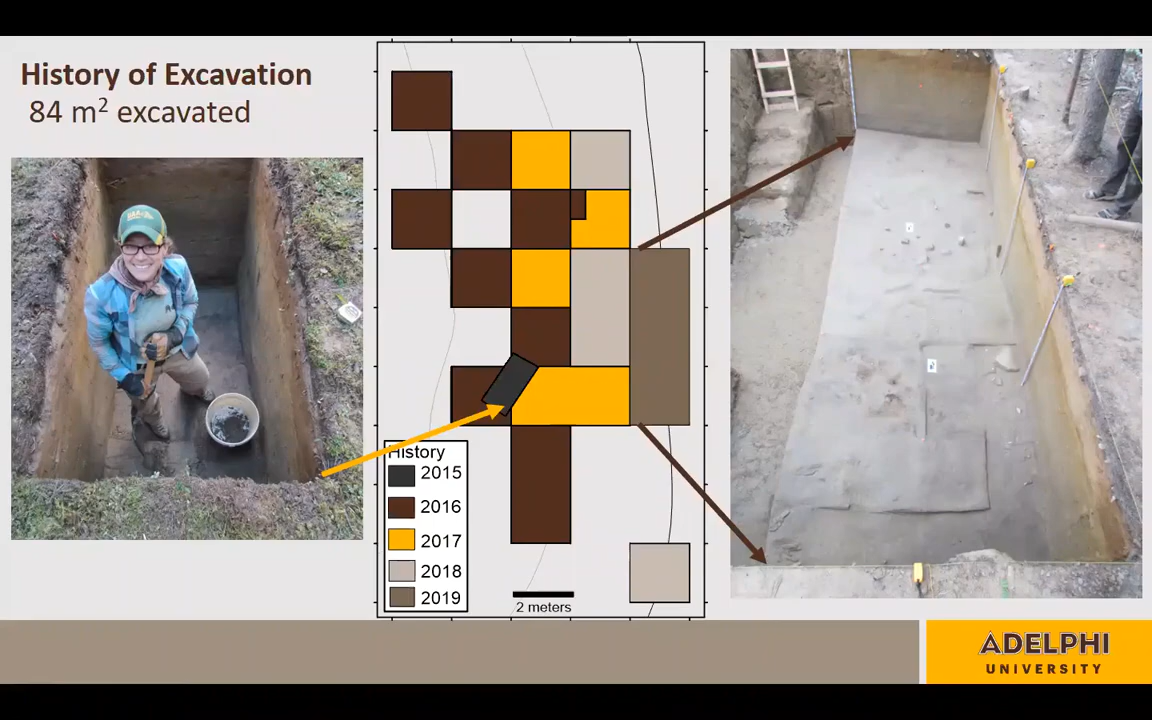 History of Excavation
84 m² excavated
History
2015
2016
2017
2018
2019
2 meters
ADELPHI
UNIVERSITY